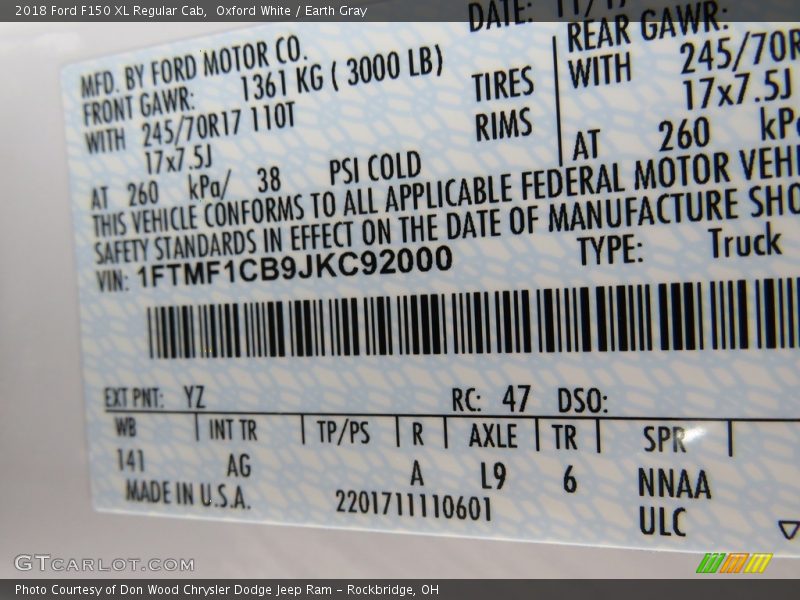 2018 Ford F150 XL Regular Cab,  Oxford White / Earth Gray
DATE:
MFD. BY FORD MOTOR CO.
FRONT GAWR: 1361 KG ( 3000 LB)
WITH 245/70R17 110T TIRES
17x7.5J RIMS
AT 260 kPa/ 38 PSI COLD
REAR GAWR:
WITH 245/70R
17x7.5J
AT 260 kPa
THIS VEHICLE CONFORMS TO ALL APPLICABLE FEDERAL MOTOR VEHI
SAFETY STANDARDS IN EFFECT ON THE DATE OF MANUFACTURE SHO
VIN: 1FTMF1CB9JKC92000 TYPE: Truck
EXT PNT: YZ RC: 47 DSO:
WB INT TR TP/PS R AXLE TR SPR
141 AG A L9 6 NNAA
MADE IN U.S.A. 2201711110601 ULC
GTCARLOT.COM
Photo Courtesy of Don Wood Chrysler Dodge Jeep Ram – Rockbridge, OH